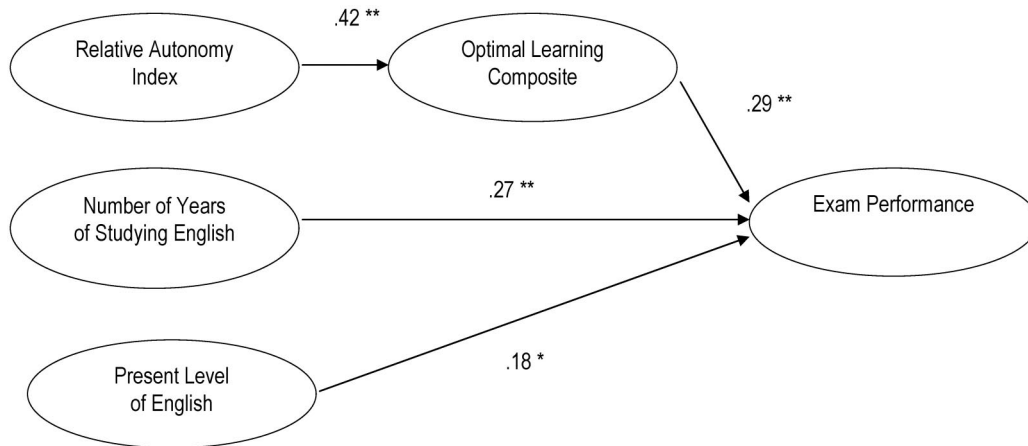 .42 **
Relative Autonomy
Index
Optimal Learning
Composite
.29 **
Number of Years
of Studying English
.27 **
Exam Performance
Present Level
of English
.18 *